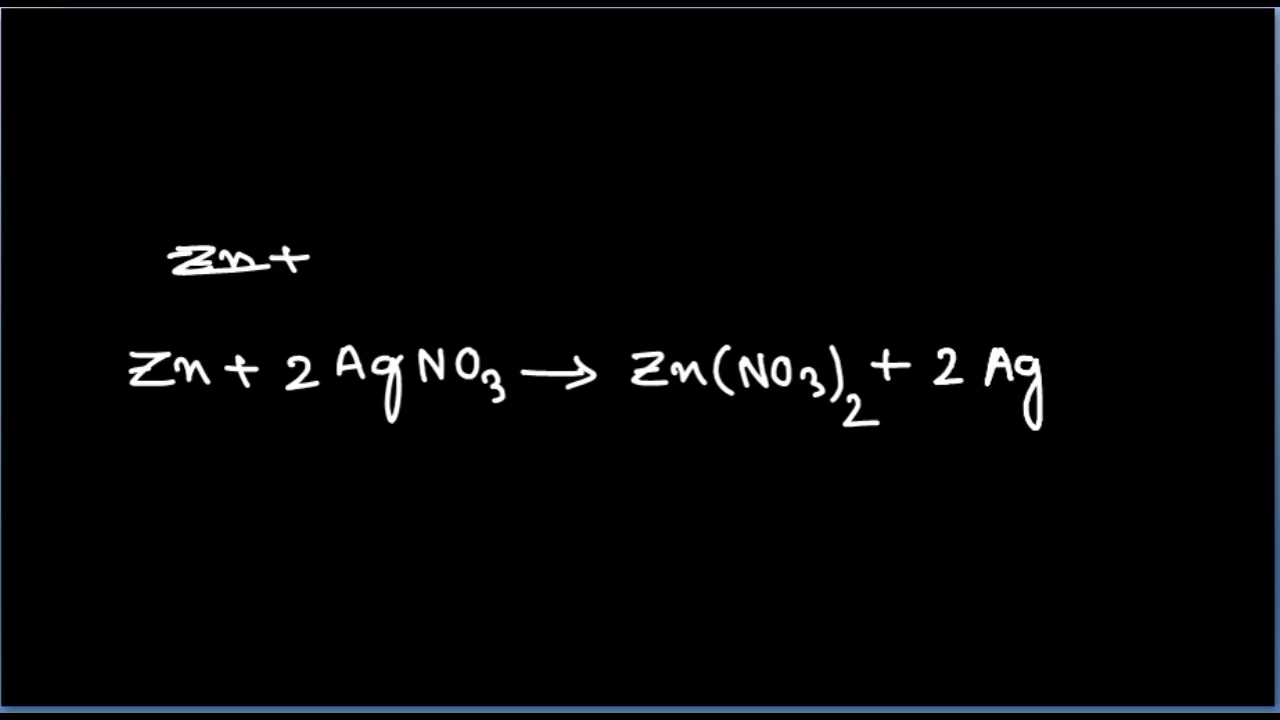 Zn +
Zn + 2 AgNO₃ → Zn(NO₃)₂ + 2 Ag